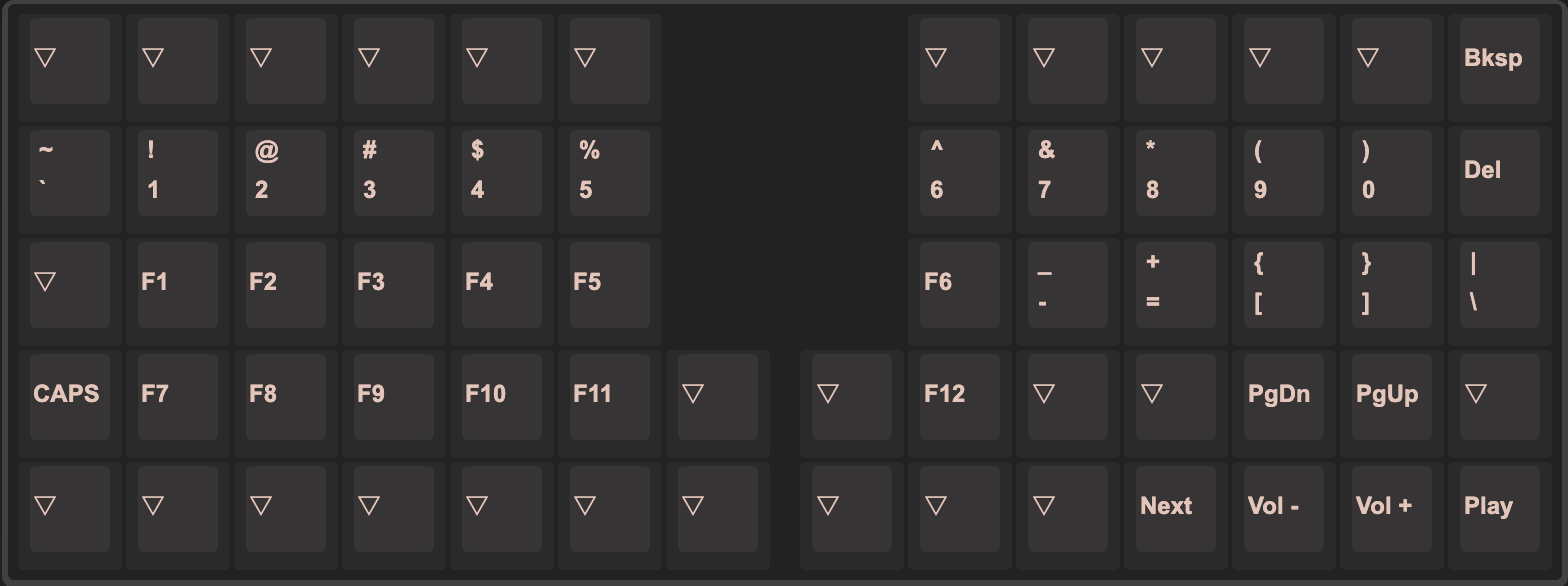 ▽ ▽ ▽ ▽ ▽ ▽ ▽ ▽ ▽ ▽ ▽ Bksp
~ ! @ # $ % ^ & * ( )
` 1 2 3 4 5 6 7 8 9 0 Del
▽ F1 F2 F3 F4 F5 F6 _ + { } |
- = [ ] \
CAPS F7 F8 F9 F10 F11 ▽ ▽ F12 ▽ ▽ PgDn PgUp ▽
▽ ▽ ▽ ▽ ▽ ▽ ▽ ▽ ▽ ▽ Next Vol - Vol + Play